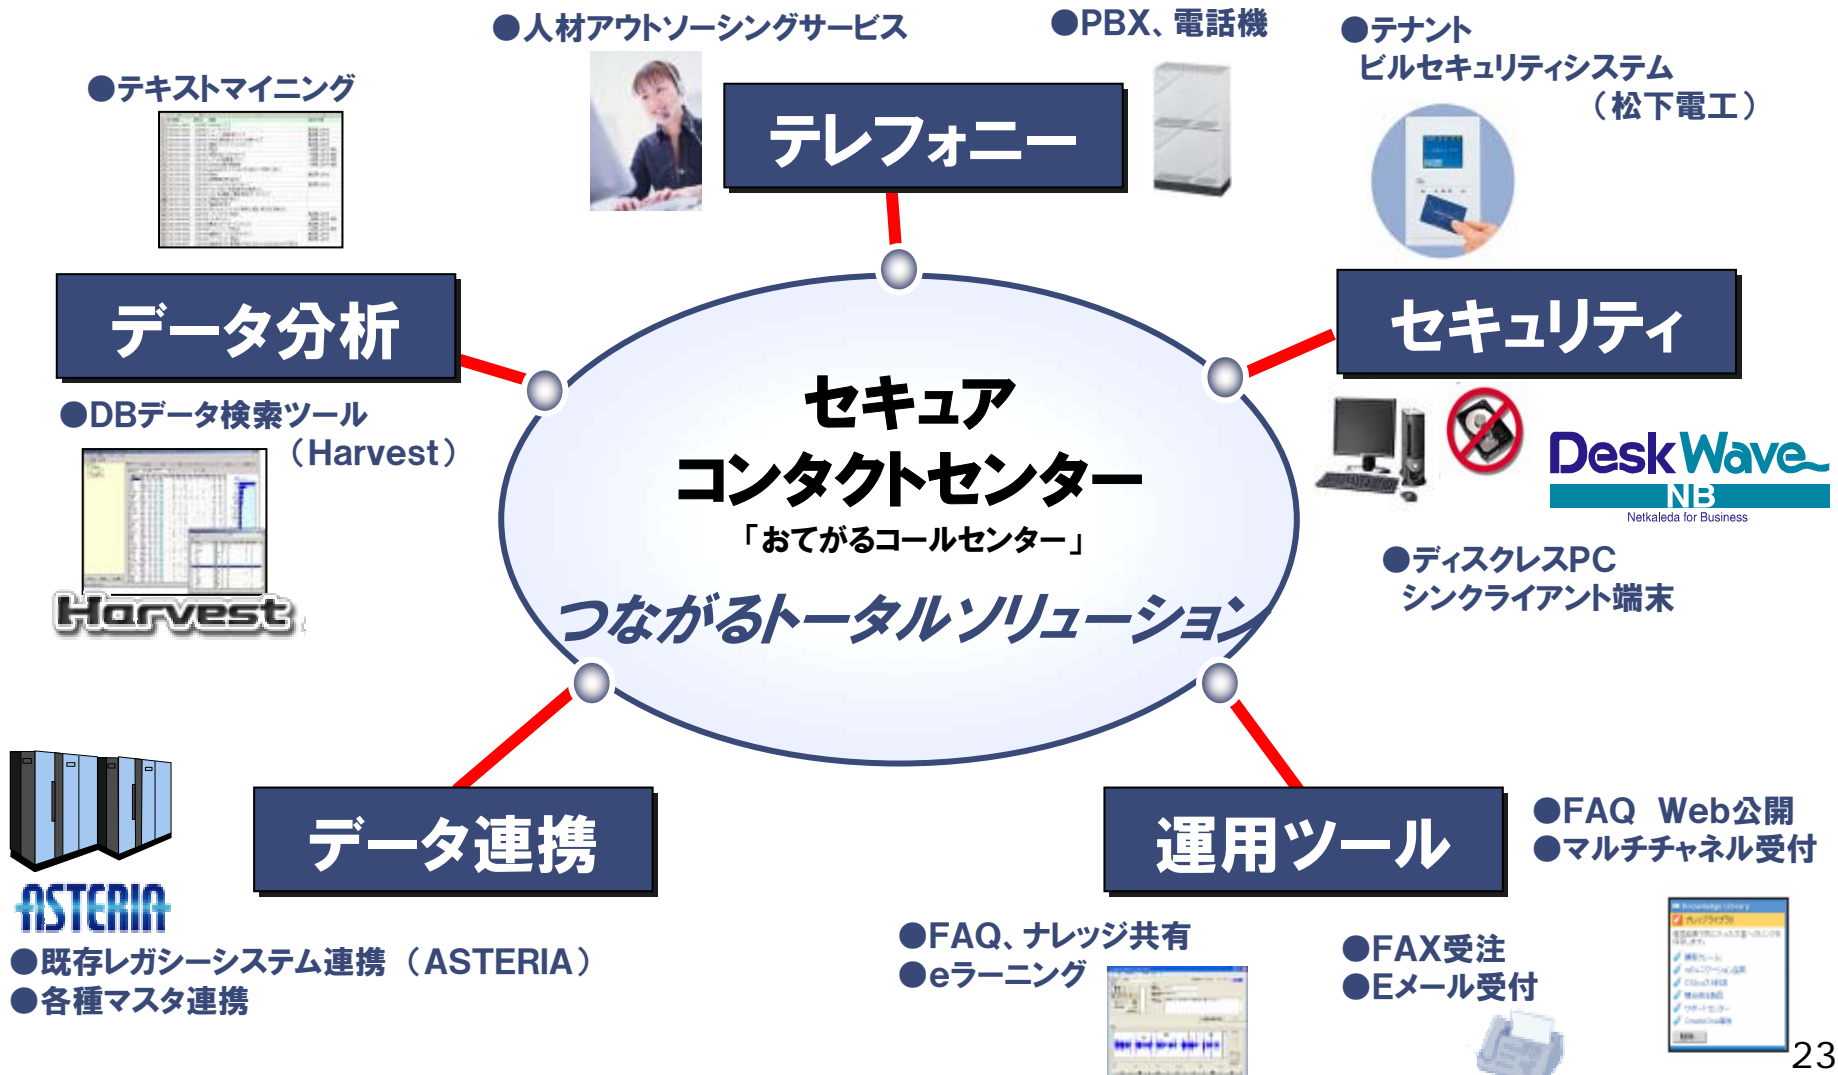 ●人材アウトソーシングサービス
●PBX、電話機
●テナント
ビルセキュリティシステム
（松下電工）
●テキストマイニング
テレフォニー
データ分析
セキュリティ
●DBデータ検索ツール
（Harvest）
Harvest
セキュア
コンタクトセンター
「おてがるコールセンター」
つながるトータルソリューション
DeskWave
NB
Netkaleda for Business
●ディスクレスPC
シンクライアント端末
データ連携
運用ツール
ASTERIA
●既存レガシーシステム連携（ASTERIA）
●各種マスタ連携
●FAQ Web公開
●マルチチャネル受付
●FAQ、ナレッジ共有
●eラーニング
●FAX受注
●Eメール受付
Knowledge Library
ナレッジライブラリ
23